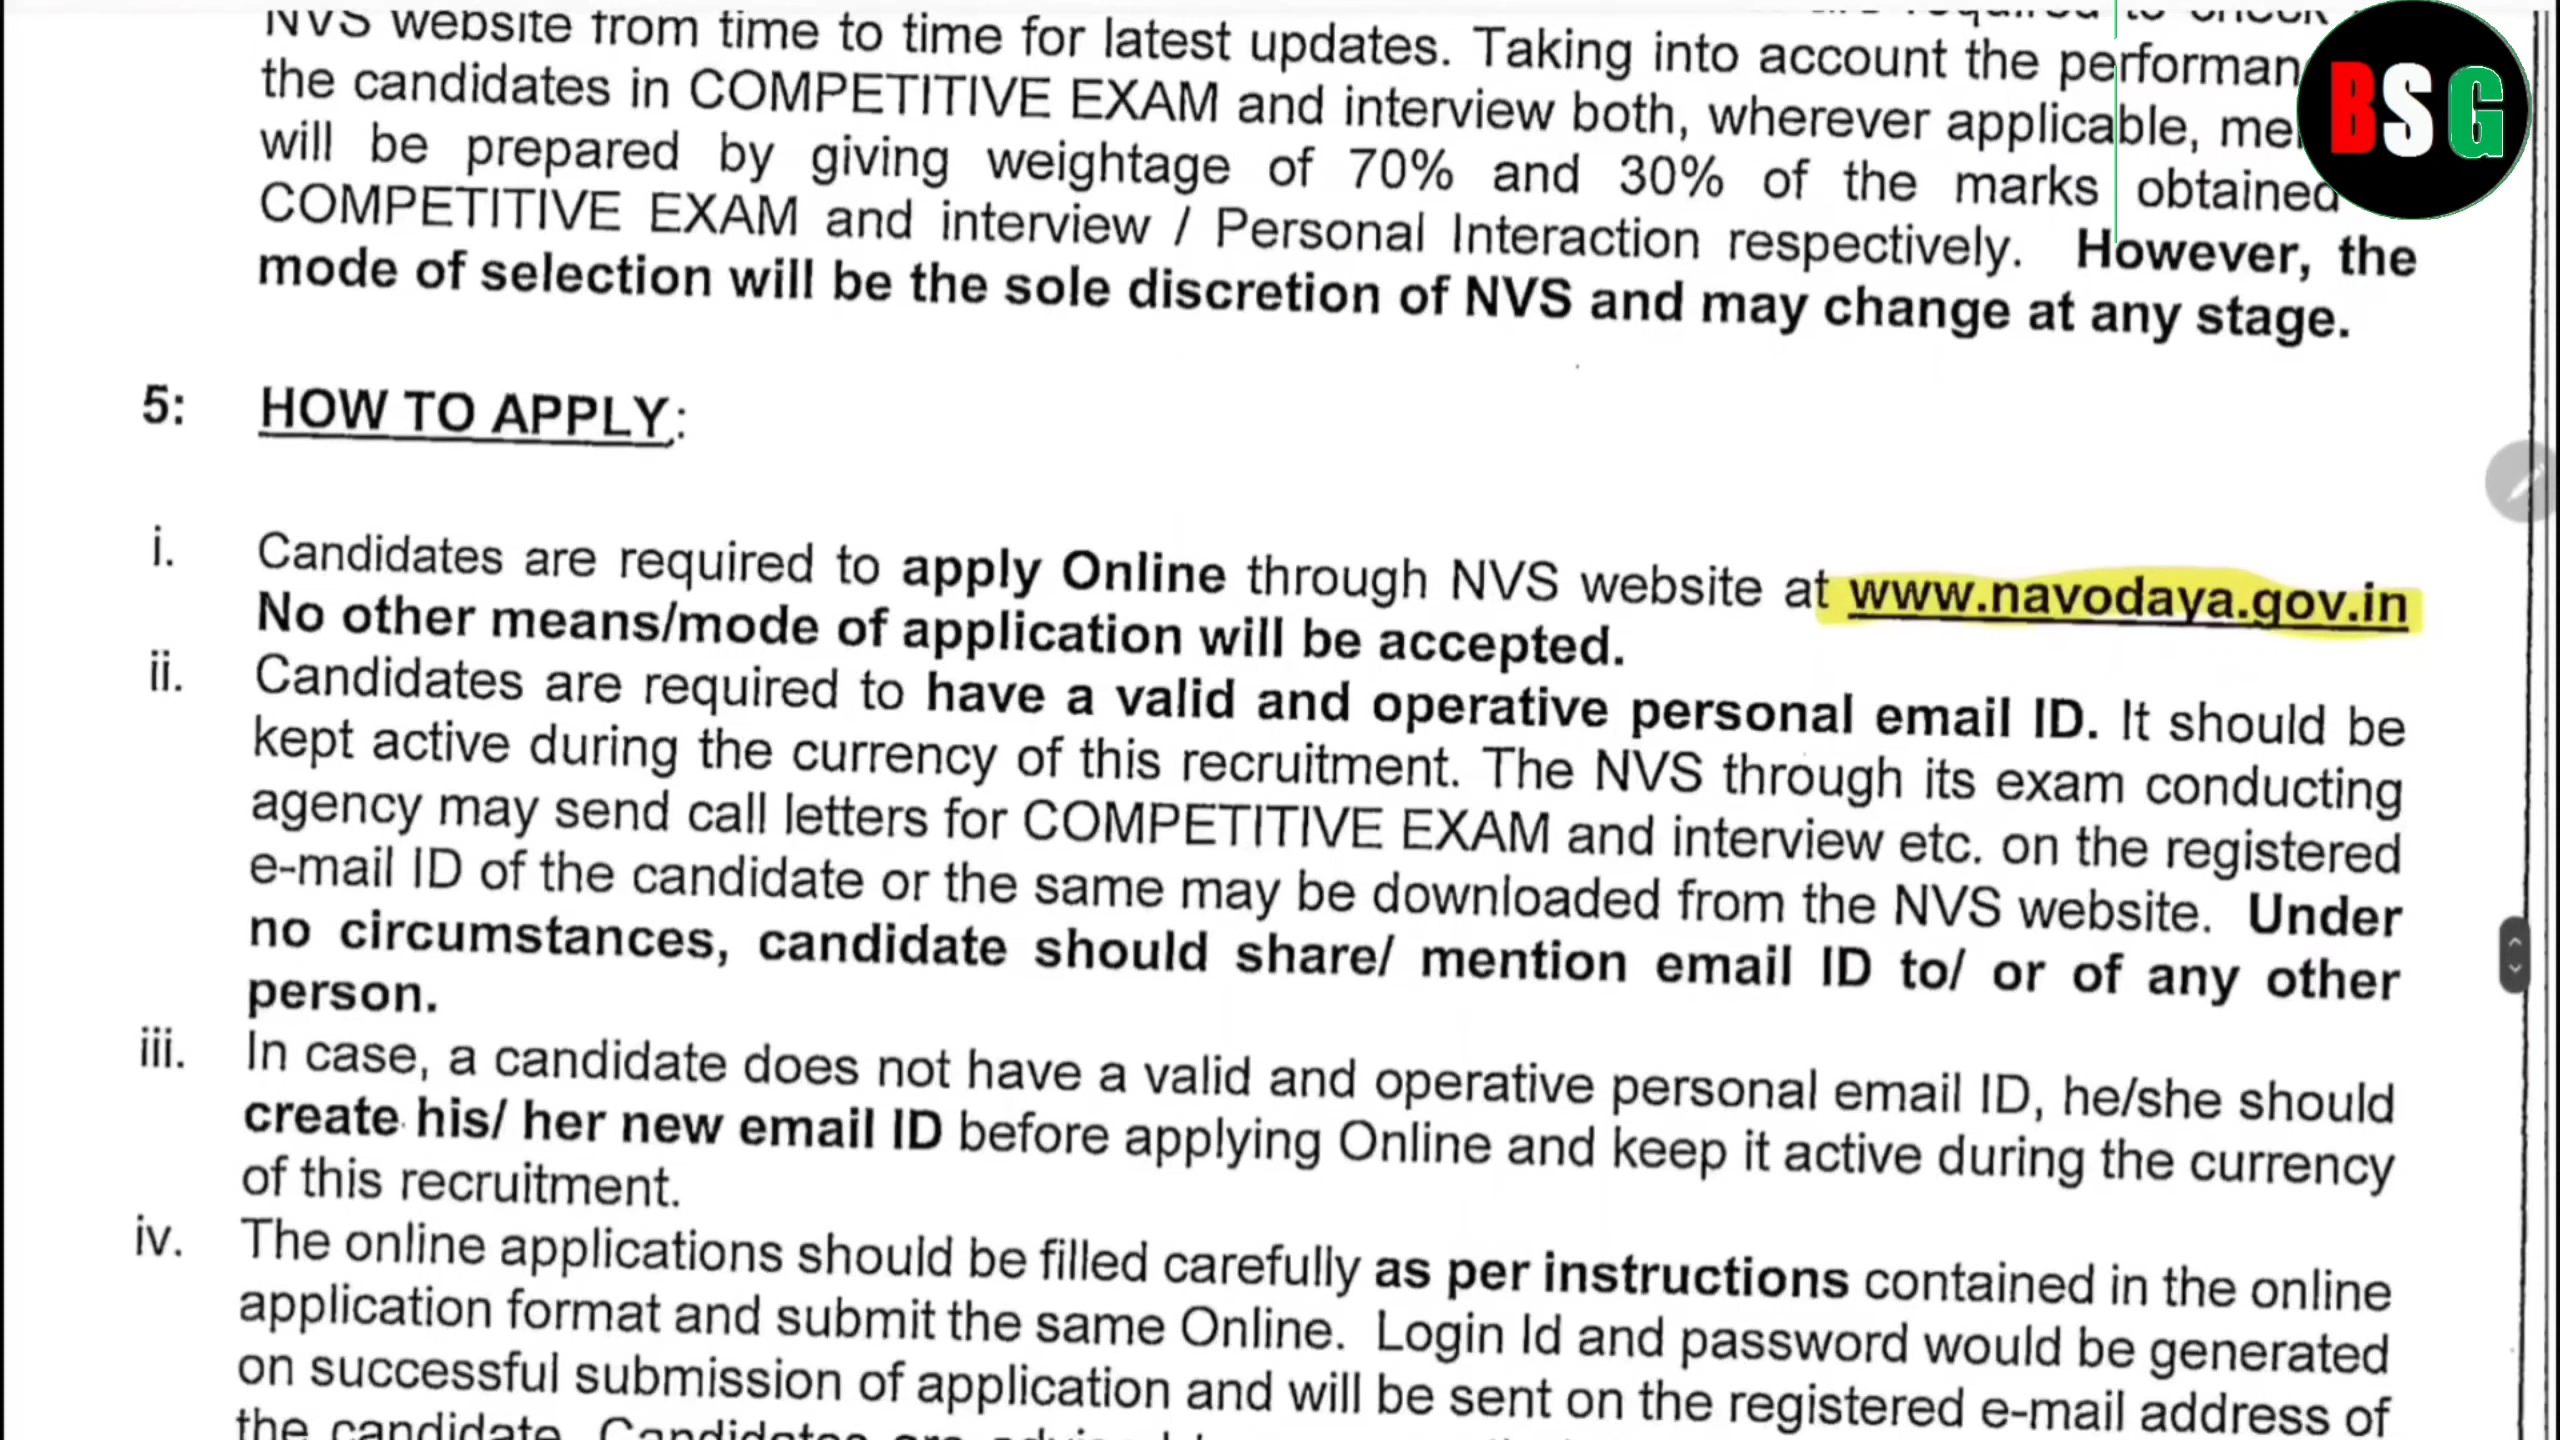 NVS website from time to time for latest updates. Taking into account the
the candidates in COMPETITIVE EXAM and interview both, wherever applicable,
will be prepared by giving weightage of 70% and 30% of the marks obtained
COMPETITIVE EXAM and interview / Personal Interaction respectively. However, the
mode of selection will be the sole discretion of NVS and may change at any stage.
5: HOW TO APPLY:
i. Candidates are required to apply Online through NVS website at www.navodaya.gov.in
No other means/mode of application will be accepted.
ii. Candidates are required to have a valid and operative personal email ID. It should be
kept active during the currency of this recruitment. The NVS through its exam conducting
agency may send call letters for COMPETITIVE EXAM and interview etc. on the registered
e-mail ID of the candidate or the same may be downloaded from the NVS website. Under
no circumstances, candidate should share/ mention email ID to/ or of any other
person.
iii. In case, a candidate does not have a valid and operative personal email ID, he/she should
create his/ her new email ID before applying Online and keep it active during the currency
of this recruitment.
iv. The online applications should be filled carefully as per instructions contained in the online
application format and submit the same Online. Login Id and password would be generated
on successful submission of application and will be sent on the registered e-mail address of
the candidate. Candidates are
BSG